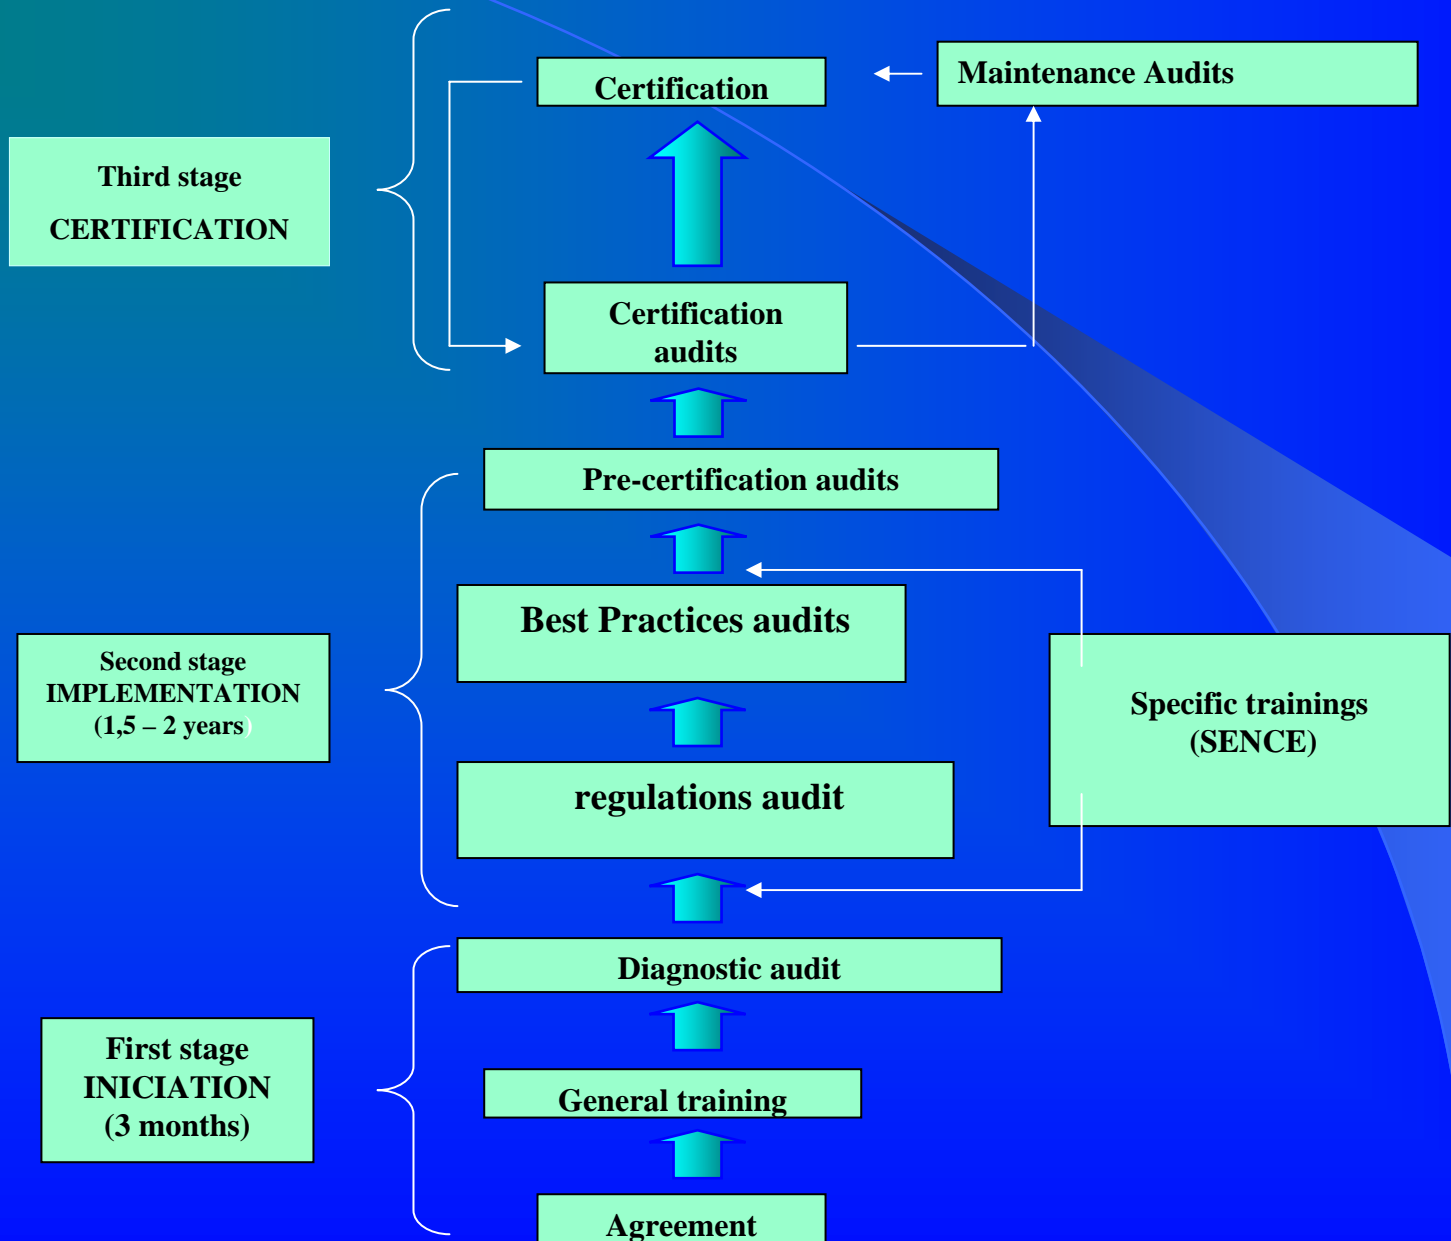 Certification
Maintenance Audits
Third stage
CERTIFICATION
Certification
audits
Pre-certification audits
Best Practices audits
Second stage
IMPLEMENTATION
(1,5 – 2 years)
Specific trainings
(SENCE)
regulations audit
Diagnostic audit
First stage
INICIATION
(3 months)
General training
Agreement